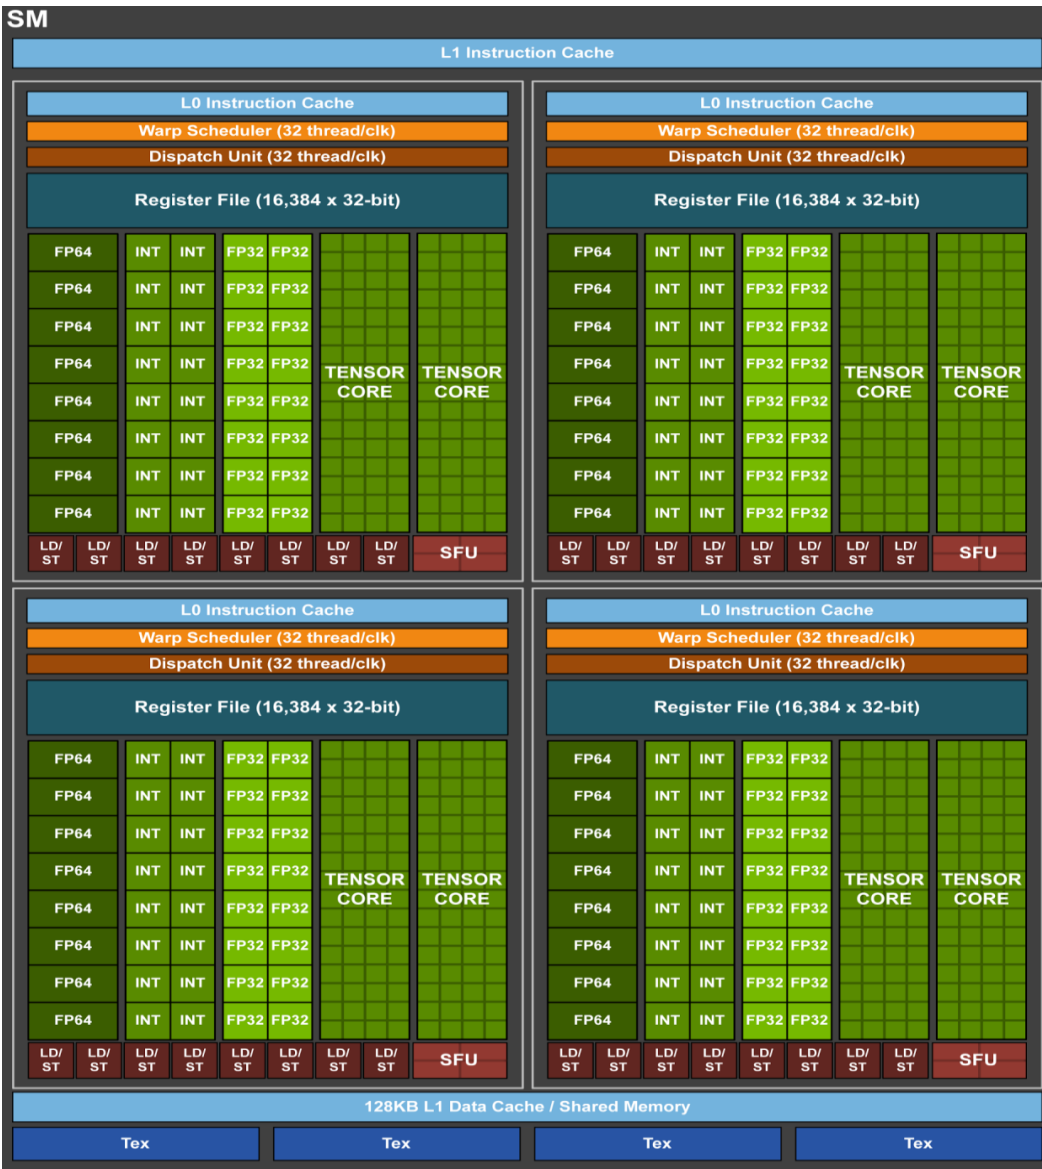 SM
L1 Instruction Cache
L0 Instruction Cache
Warp Scheduler (32 thread/clk)
Dispatch Unit (32 thread/clk)
Register File (16,384 x 32-bit)
FP64 INT INT FP32 FP32
FP64 INT INT FP32 FP32
FP64 INT INT FP32 FP32
FP64 INT INT FP32 FP32
FP64 INT INT FP32 FP32
FP64 INT INT FP32 FP32
FP64 INT INT FP32 FP32
FP64 INT INT FP32 FP32
TENSOR TENSOR
CORE CORE
LD/ LD/ LD/ LD/ LD/ LD/ LD/ LD/ SFU
ST ST ST ST ST ST ST ST
L0 Instruction Cache
Warp Scheduler (32 thread/clk)
Dispatch Unit (32 thread/clk)
Register File (16,384 x 32-bit)
FP64 INT INT FP32 FP32
FP64 INT INT FP32 FP32
FP64 INT INT FP32 FP32
FP64 INT INT FP32 FP32
FP64 INT INT FP32 FP32
FP64 INT INT FP32 FP32
FP64 INT INT FP32 FP32
FP64 INT INT FP32 FP32
TENSOR TENSOR
CORE CORE
LD/ LD/ LD/ LD/ LD/ LD/ LD/ LD/ SFU
ST ST ST ST ST ST ST ST
L0 Instruction Cache
Warp Scheduler (32 thread/clk)
Dispatch Unit (32 thread/clk)
Register File (16,384 x 32-bit)
FP64 INT INT FP32 FP32
FP64 INT INT FP32 FP32
FP64 INT INT FP32 FP32
FP64 INT INT FP32 FP32
FP64 INT INT FP32 FP32
FP64 INT INT FP32 FP32
FP64 INT INT FP32 FP32
FP64 INT INT FP32 FP32
TENSOR TENSOR
CORE CORE
LD/ LD/ LD/ LD/ LD/ LD/ LD/ LD/ SFU
ST ST ST ST ST ST ST ST
L0 Instruction Cache
Warp Scheduler (32 thread/clk)
Dispatch Unit (32 thread/clk)
Register File (16,384 x 32-bit)
FP64 INT INT FP32 FP32
FP64 INT INT FP32 FP32
FP64 INT INT FP32 FP32
FP64 INT INT FP32 FP32
FP64 INT INT FP32 FP32
FP64 INT INT FP32 FP32
FP64 INT INT FP32 FP32
FP64 INT INT FP32 FP32
TENSOR TENSOR
CORE CORE
LD/ LD/ LD/ LD/ LD/ LD/ LD/ LD/ SFU
ST ST ST ST ST ST ST ST
128KB L1 Data Cache / Shared Memory
Tex Tex Tex Tex